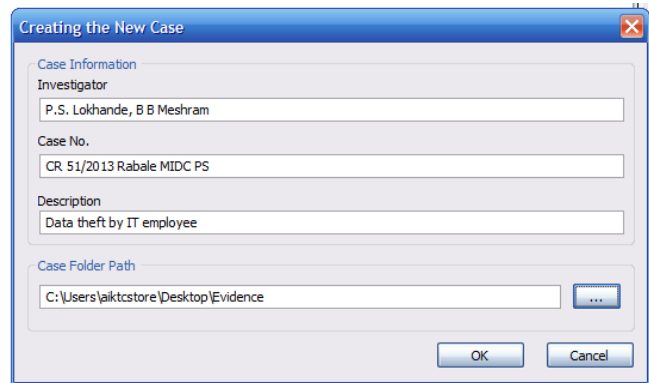 Creating the New Case
Case Information
Investigator
P.S. Lokhande, B B Meshram
Case No.
CR 51/2013 Rabale MIDC PS
Description
Data theft by IT employee
Case Folder Path
C:\Users\aiktcstore\Desktop\Evidence
...
OK Cancel